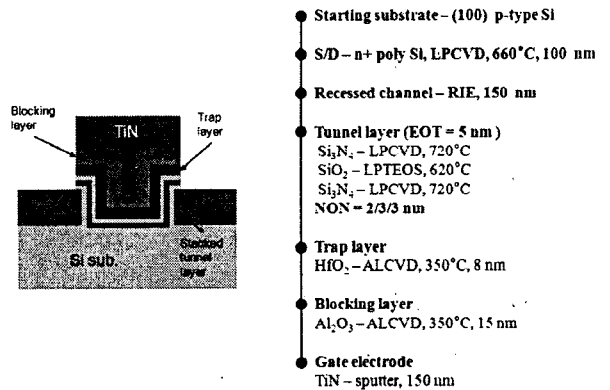 Blocking
layer
TiN
Trap
layer
Stacked
tunnel
layer
Si sub.
Starting substrate – (100) p-type Si
S/D – n+ poly Si, LPCVD, 660°C, 100 nm
Recessed channel – RIE, 150 nm
Tunnel layer (EOT = 5 nm )
Si₃N₄ – LPCVD, 720°C
SiO₂ – LPTEOS, 620°C
Si₃N₄ – LPCVD, 720°C
NON = 2/3/3 nm
Trap layer
HfO₂ – ALCVD, 350°C, 8 nm
Blocking layer
Al₂O₃ – ALCVD, 350°C, 15 nm
Gate electrode
TiN – sputter, 150 nm